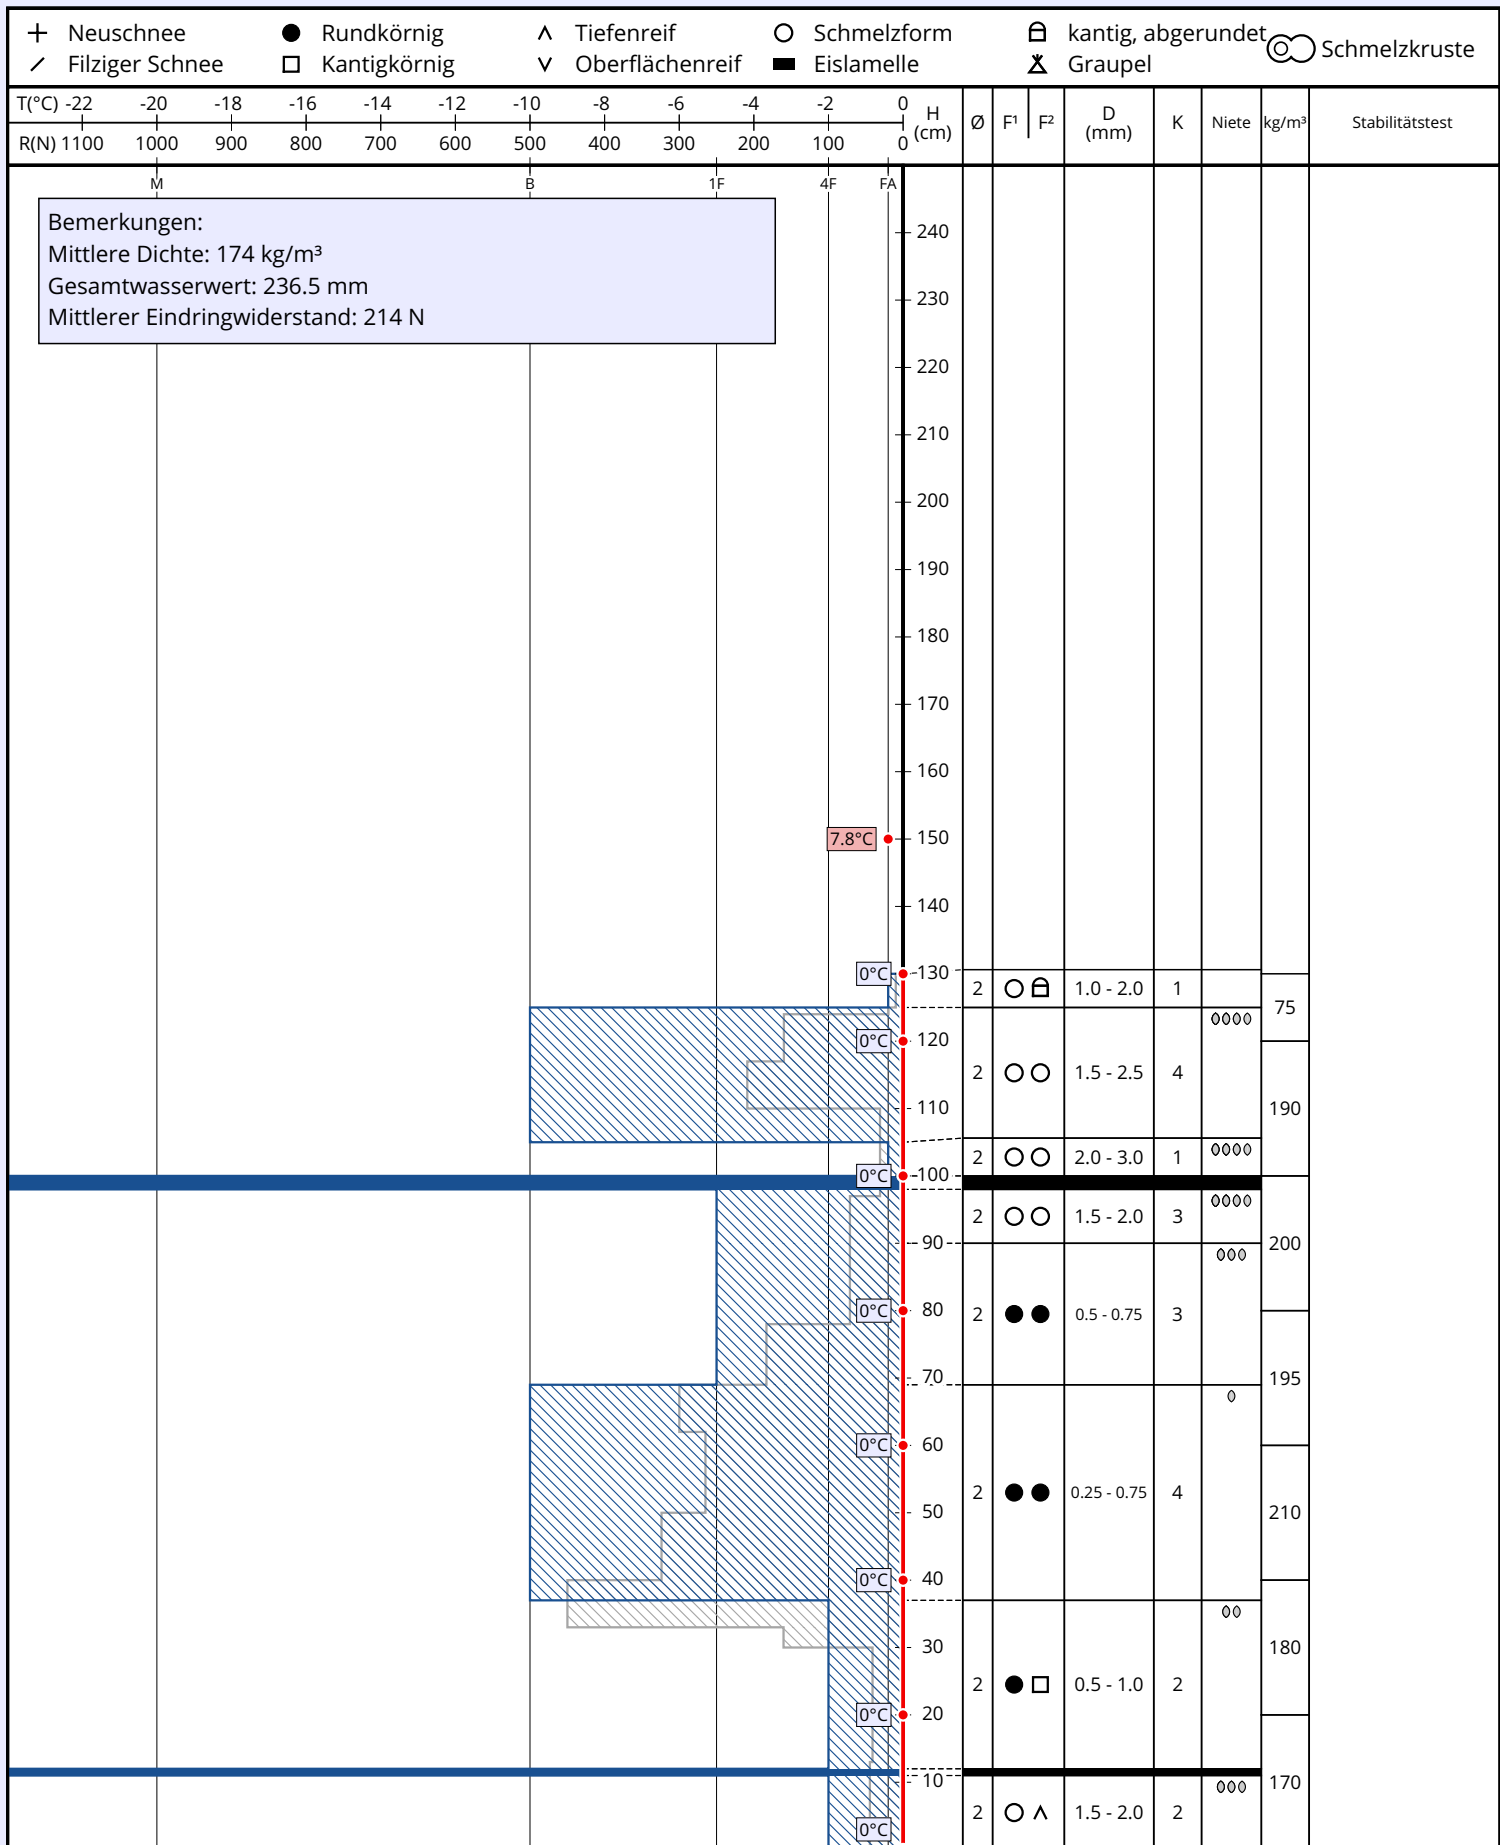 Neuschnee Rundkörnig Tiefenreif Schmelzform kantig, abgerundet Schmelzkruste
Filziger Schnee Kantigkörnig Oberflächenreif Eislamelle Graupel
T(°C) -22 -20 -18 -16 -14 -12 -10 -8 -6 -4 -2 0
R(N) 1100 1000 900 800 700 600 500 400 300 200 100 0
H (cm) Ø F¹ F² D (mm) K Niete kg/m³ Stabilitätstest
M B 1F 4F FA
Bemerkungen:
Mittlere Dichte: 174 kg/m³
Gesamtwasserwert: 236.5 mm
Mittlerer Eindringwiderstand: 214 N
240
230
220
210
200
190
180
170
160
7.8°C 150
140
0°C 130
2 1.0 - 2.0 1
75
0°C 120
2 1.5 - 2.5 4
110 190
2 2.0 - 3.0 1
0°C 100
2 1.5 - 2.0 3
90 200
0°C 80 2 0.5 - 0.75 3
70 195
0°C 60
2 0.25 - 0.75 4
50 210
0°C 40
30 180
2 0.5 - 1.0 2
0°C 20
10 170
2 1.5 - 2.0 2
0°C